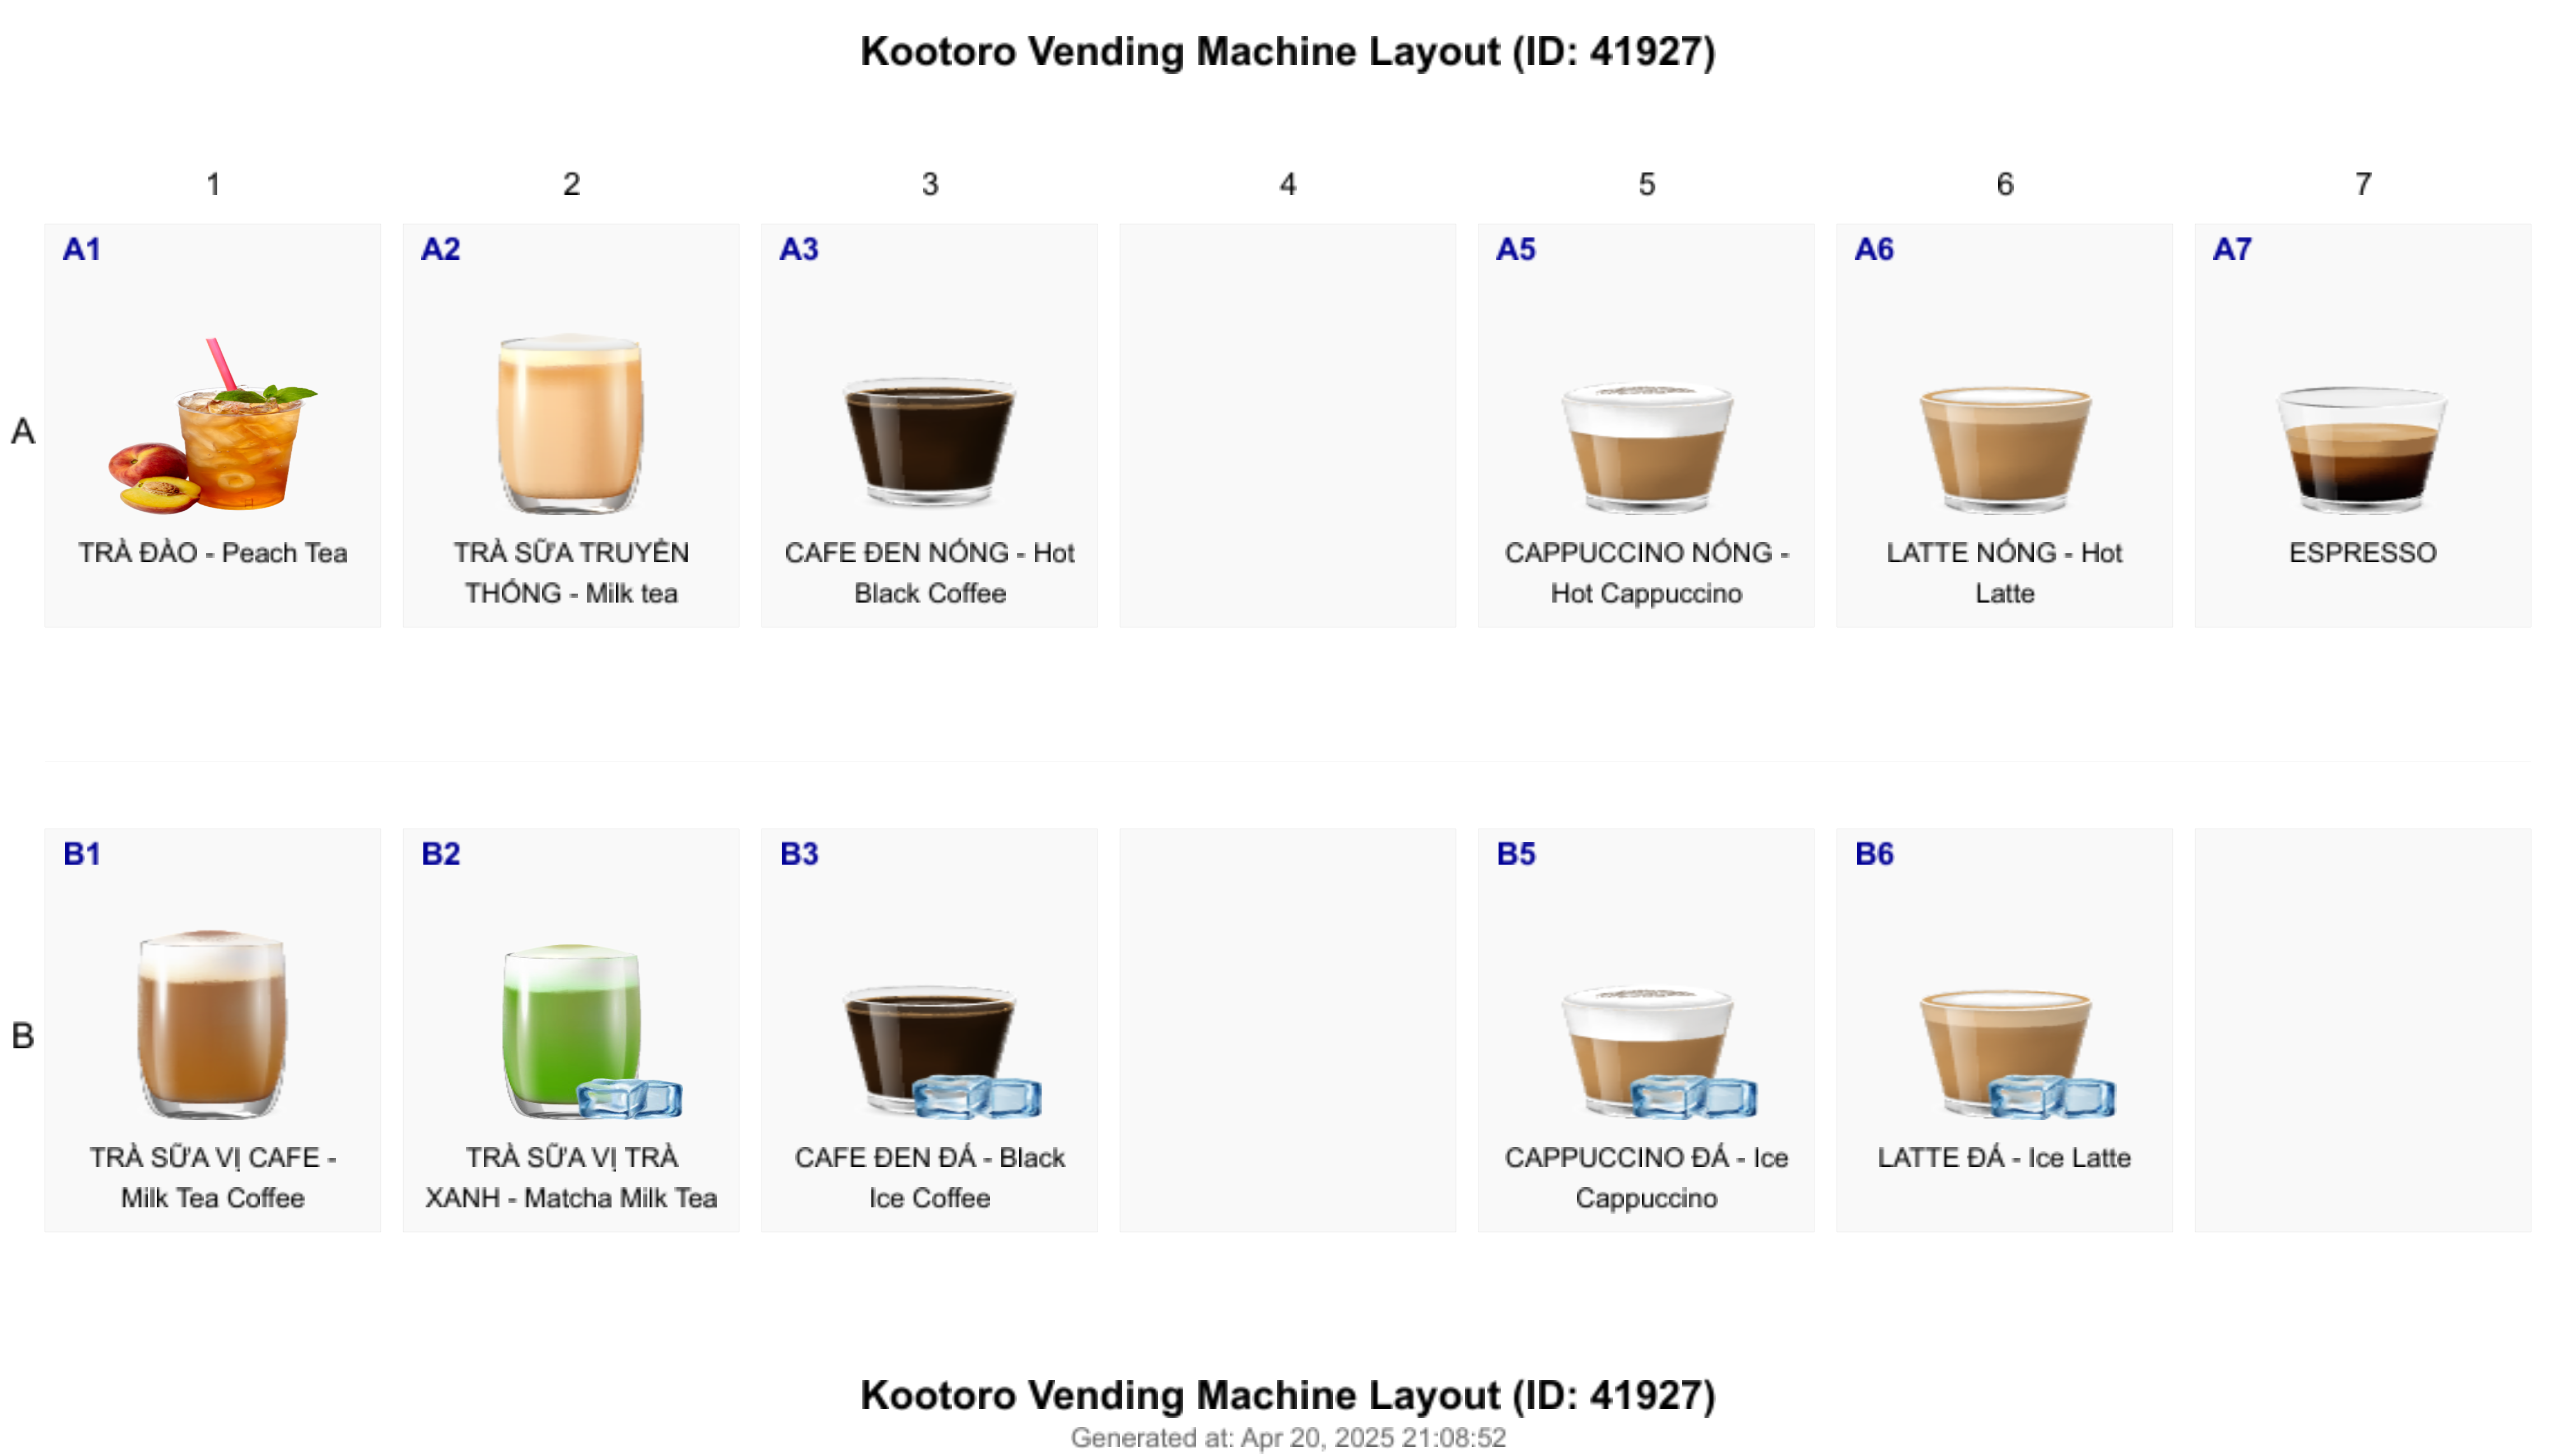 Kootoro Vending Machine Layout (ID: 41927)
1 2 3 4 5 6 7
A
A1
TRÀ ĐÀO - Peach Tea
A2
TRÀ SỮA TRUYỀN
THỐNG - Milk tea
A3
CAFE ĐEN NÓNG - Hot
Black Coffee
A5
CAPPUCCINO NÓNG -
Hot Cappuccino
A6
LATTE NÓNG - Hot
Latte
A7
ESPRESSO
B
B1
TRÀ SỮA VỊ CAFE -
Milk Tea Coffee
B2
TRÀ SỮA VỊ TRÀ
XANH - Matcha Milk Tea
B3
CAFE ĐEN ĐÁ - Black
Ice Coffee
B5
CAPPUCCINO ĐÁ - Ice
Cappuccino
B6
LATTE ĐÁ - Ice Latte
Kootoro Vending Machine Layout (ID: 41927)
Generated at: Apr 20, 2025 21:08:52